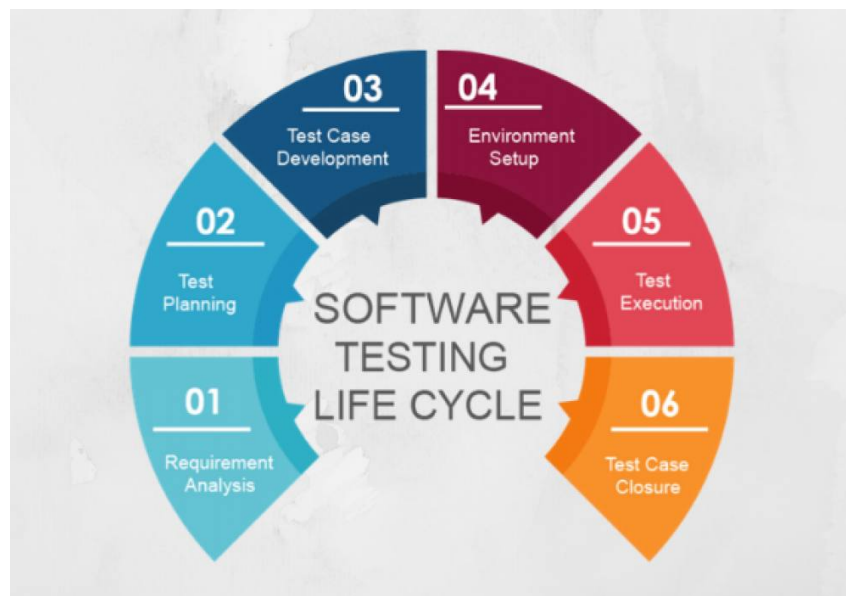 01
Requirement
Analysis
02
Test
Planning
03
Test Case
Development
04
Environment
Setup
05
Test
Execution
06
Test Case
Closure
SOFTWARE
TESTING
LIFE CYCLE